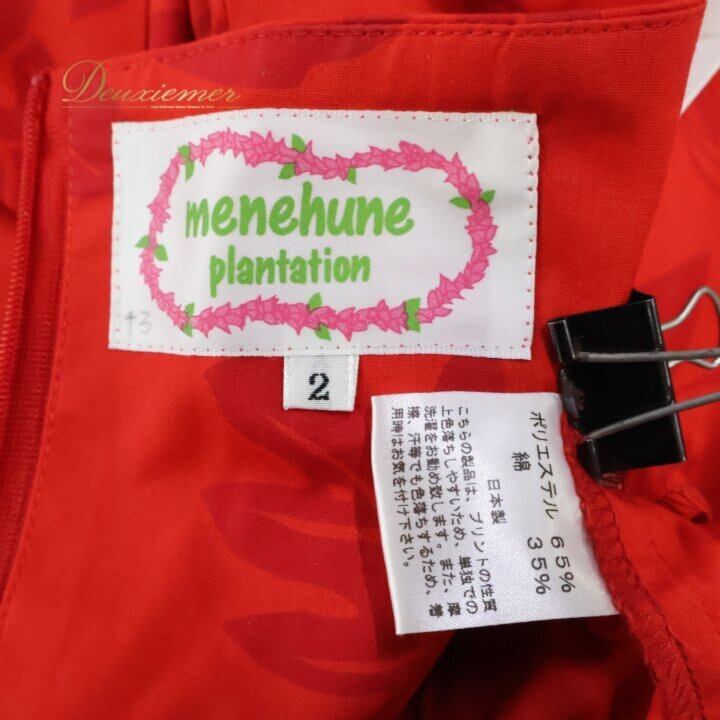 Deuxiemer
menehune
plantation
+3
2
ポリエステル 65%
綿 35%
日本製
こちらの製品は、プリントの性質
上色落ちしやすいため、単独での
洗濯をお勧め致します。また、摩
擦、汗等でも色落ちするため、着
用時はお気を付け下さい。